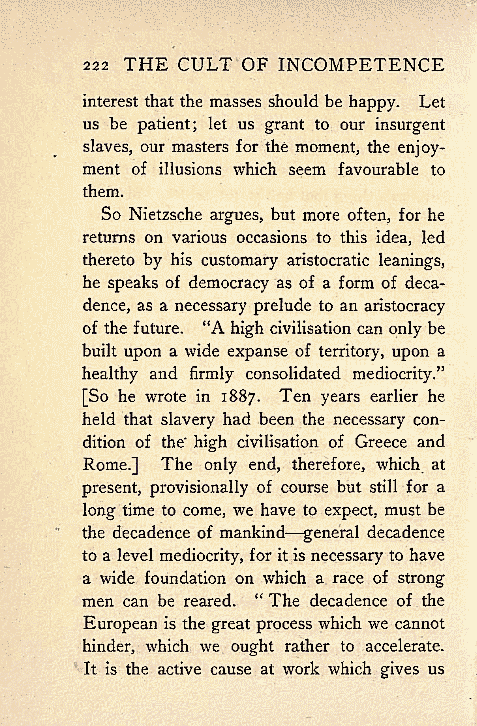 222 THE CULT OF INCOMPETENCE
interest that the masses should be happy. Let
us be patient; let us grant to our insurgent
slaves, our masters for the moment, the enjoy-
ment of illusions which seem favourable to
them.
So Nietzsche argues, but more often, for he
returns on various occasions to this idea, led
thereto by his customary aristocratic leanings,
he speaks of democracy as of a form of deca-
dence, as a necessary prelude to an aristocracy
of the future. “A high civilisation can only be
built upon a wide expanse of territory, upon a
healthy and firmly consolidated mediocrity.”
[So he wrote in 1887. Ten years earlier he
held that slavery had been the necessary con-
dition of the high civilisation of Greece and
Rome.] The only end, therefore, which at
present, provisionally of course but still for a
long time to come, we have to expect, must be
the decadence of mankind—general decadence
to a level mediocrity, for it is necessary to have
a wide foundation on which a race of strong
men can be reared. “The decadence of the
European is the great process which we cannot
hinder, which we ought rather to accelerate.
It is the active cause at work which gives us